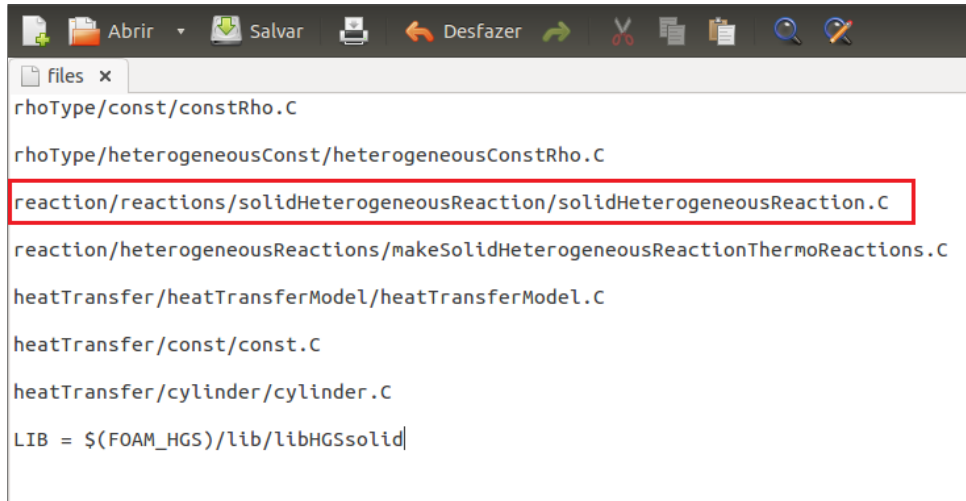 Abrir Salvar Desfazer
files
rhoType/const/constRho.C
rhoType/heterogeneousConst/heterogeneousConstRho.C
reaction/reactions/solidHeterogeneousReaction/solidHeterogeneousReaction.C
reaction/heterogeneousReactions/makeSolidHeterogeneousReactionThermoReactions.C
heatTransfer/heatTransferModel/heatTransferModel.C
heatTransfer/const/const.C
heatTransfer/cylinder/cylinder.C
LIB = $(FOAM_HGS)/lib/libHGSsolid